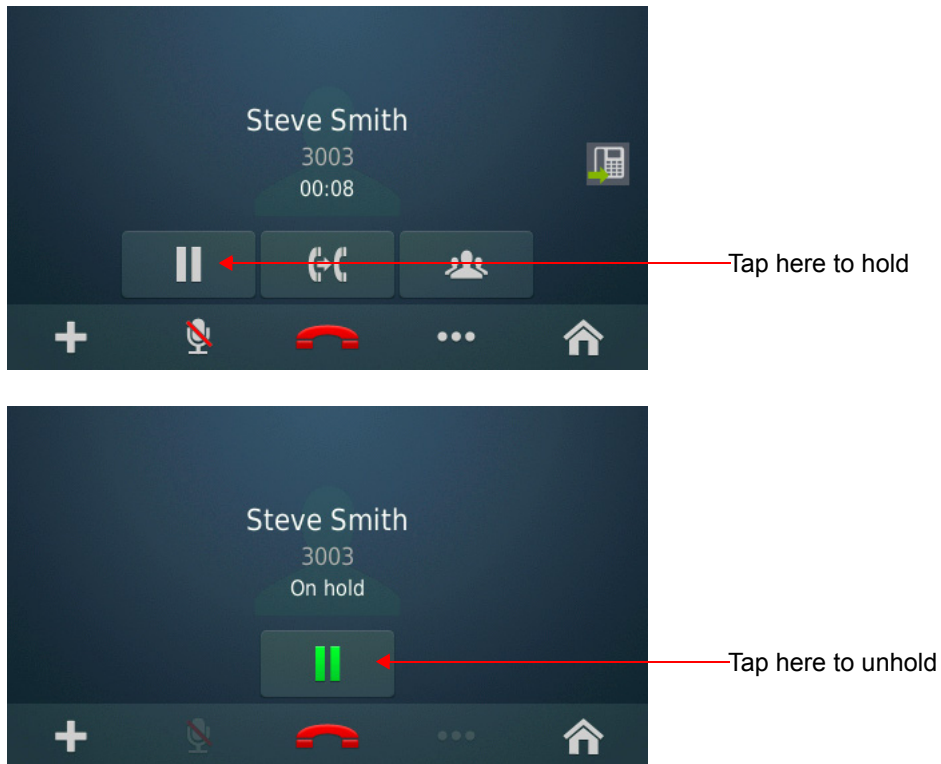 Steve Smith
3003
00:08
Tap here to hold
Steve Smith
3003
On hold
Tap here to unhold